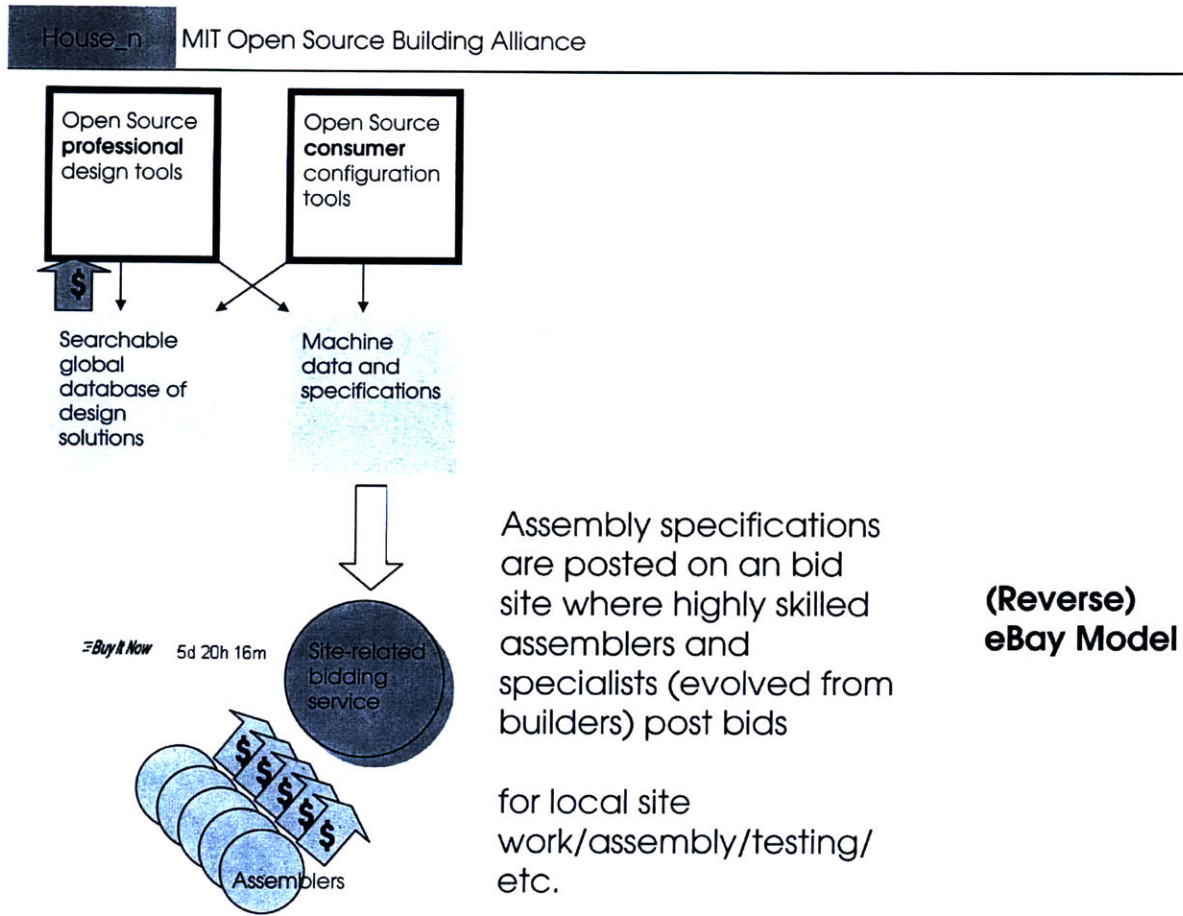 House_n MIT Open Source Building Alliance
Open Source
professional
design tools
Open Source
consumer
configuration
tools
$
Searchable
global
database of
design
solutions
Machine
data and
specifications
Assembly specifications
are posted on an bid
site where highly skilled
assemblers and
specialists (evolved from
builders) post bids
for local site
work/assembly/testing/
etc.
(Reverse)
eBay Model
Buy It Now 5d 20h 16m
Site-related
bidding
service
$
$
$
$
$
Assemblers